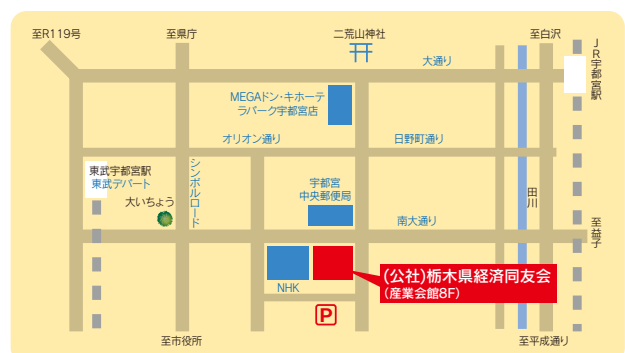 至R119号
至県庁
二荒山神社
至白沢
大通り
JR宇都宮駅
MEGAドン・キホーテ
ラパーク宇都宮店
オリオン通り
日野町通り
東武宇都宮駅
東武デパート
シンボルロード
大いちょう
宇都宮
中央郵便局
田川
南大通り
至益子
(公社)栃木県経済同友会
(産業会館8F)
NHK
P
至市役所
至平成通り